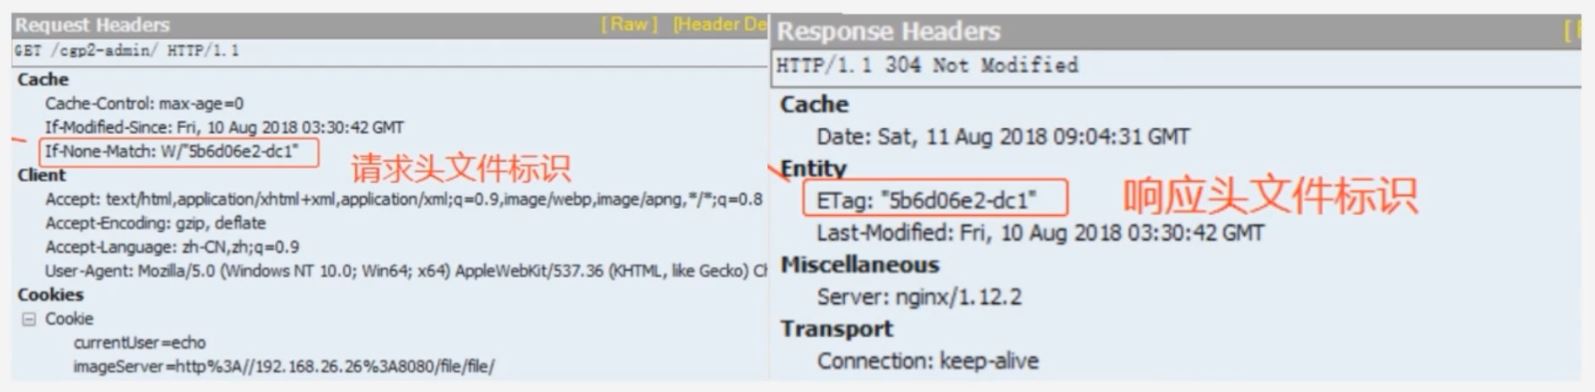 Request Headers [ Raw ] [Header De
GET /cgp2-admin/ HTTP/1.1
Cache
Cache-Control: max-age=0
If-Modified-Since: Fri, 10 Aug 2018 03:30:42 GMT
If-None-Match: W/"5b6d06e2-dc1"
请求头文件标识
Client
Accept: text/html,application/xhtml+xml,application/xml;q=0.9,image/webp,image/apng,*/*;q=0.8
Accept-Encoding: gzip, deflate
Accept-Language: zh-CN,zh;q=0.9
User-Agent: Mozilla/5.0 (Windows NT 10.0; Win64; x64) AppleWebKit/537.36 (KHTML, like Gecko) Ch
Cookies
Cookie
currentUser=echo
imageServer=http%3A//192.168.26.26%3A8080/file/file/
Response Headers [
HTTP/1.1 304 Not Modified
Cache
Date: Sat, 11 Aug 2018 09:04:31 GMT
Entity
ETag: "5b6d06e2-dc1"
响应头文件标识
Last-Modified: Fri, 10 Aug 2018 03:30:42 GMT
Miscellaneous
Server: nginx/1.12.2
Transport
Connection: keep-alive